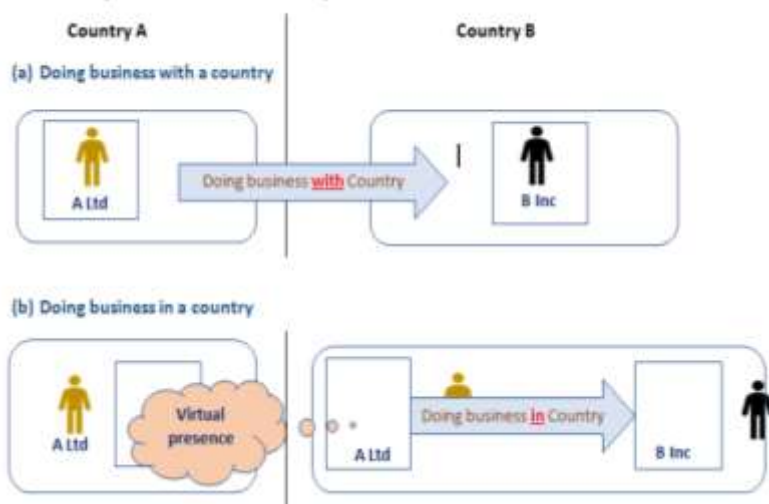 Country A
Country B
(a) Doing business with a country
A Ltd
Doing business with Country
B Inc
(b) Doing business in a country
A Ltd
Virtual
presence
A Ltd
Doing business in Country
B Inc